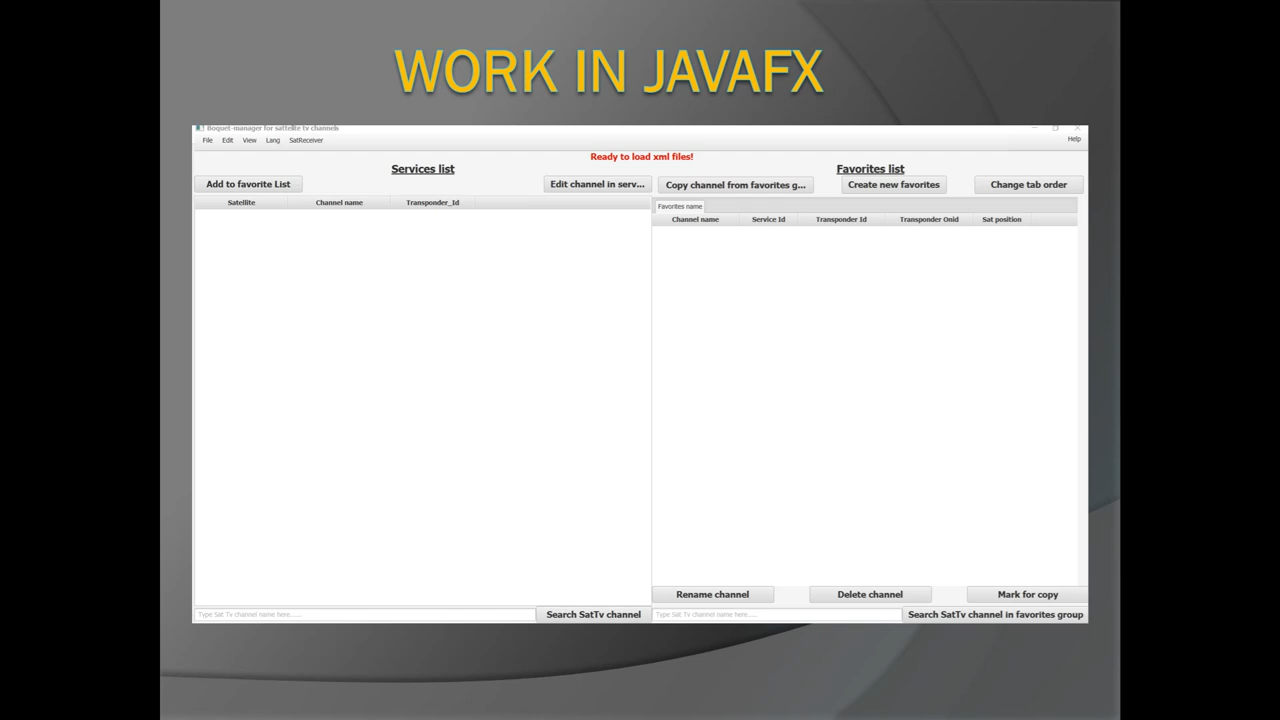 WORK IN JAVAFX
Boquet-manager for sattelite tv channels
File Edit View Lang SatReceiver Help
Ready to load xml files!
Services list Favorites list
Add to favorite List Edit channel in serv... Copy channel from favorites g... Create new favorites Change tab order
Satellite Channel name Transponder_Id
Favorites name
Channel name Service Id Transponder Id Transponder Onid Sat position
Rename channel Delete channel Mark for copy
Type Sat Tv channel name here...... Search SatTv channel Type Sat Tv channel name here..... Search SatTv channel in favorites group